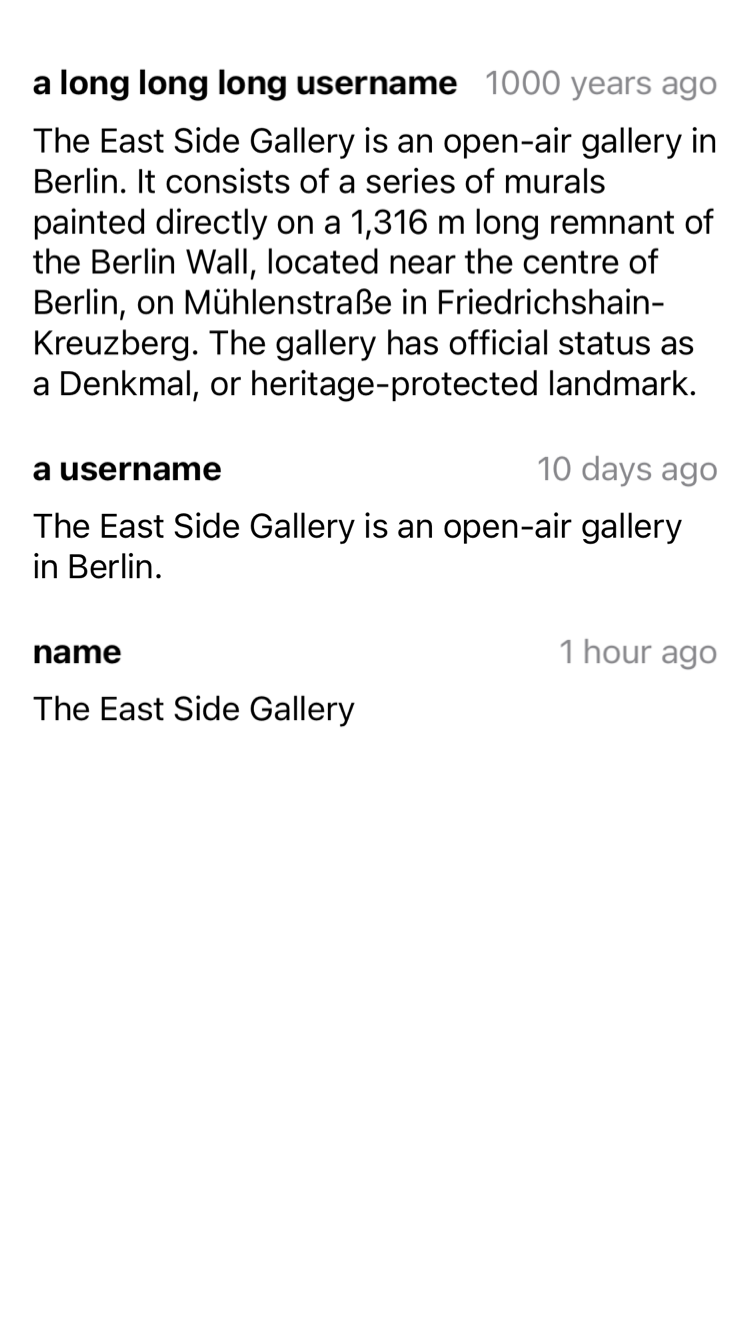 a long long long username 1000 years ago
The East Side Gallery is an open-air gallery in
Berlin. It consists of a series of murals
painted directly on a 1,316 m long remnant of
the Berlin Wall, located near the centre of
Berlin, on Mühlenstraße in Friedrichshain-
Kreuzberg. The gallery has official status as
a Denkmal, or heritage-protected landmark.
a username 10 days ago
The East Side Gallery is an open-air gallery
in Berlin.
name 1 hour ago
The East Side Gallery